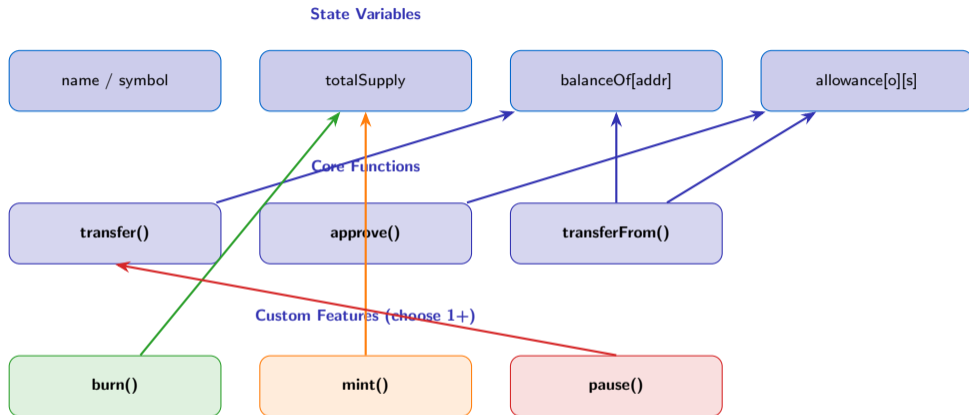 State Variables
name / symbol
totalSupply
balanceOf[addr]
allowance[o][s]
Core Functions
transfer()
approve()
transferFrom()
Custom Features (choose 1+)
burn()
mint()
pause()